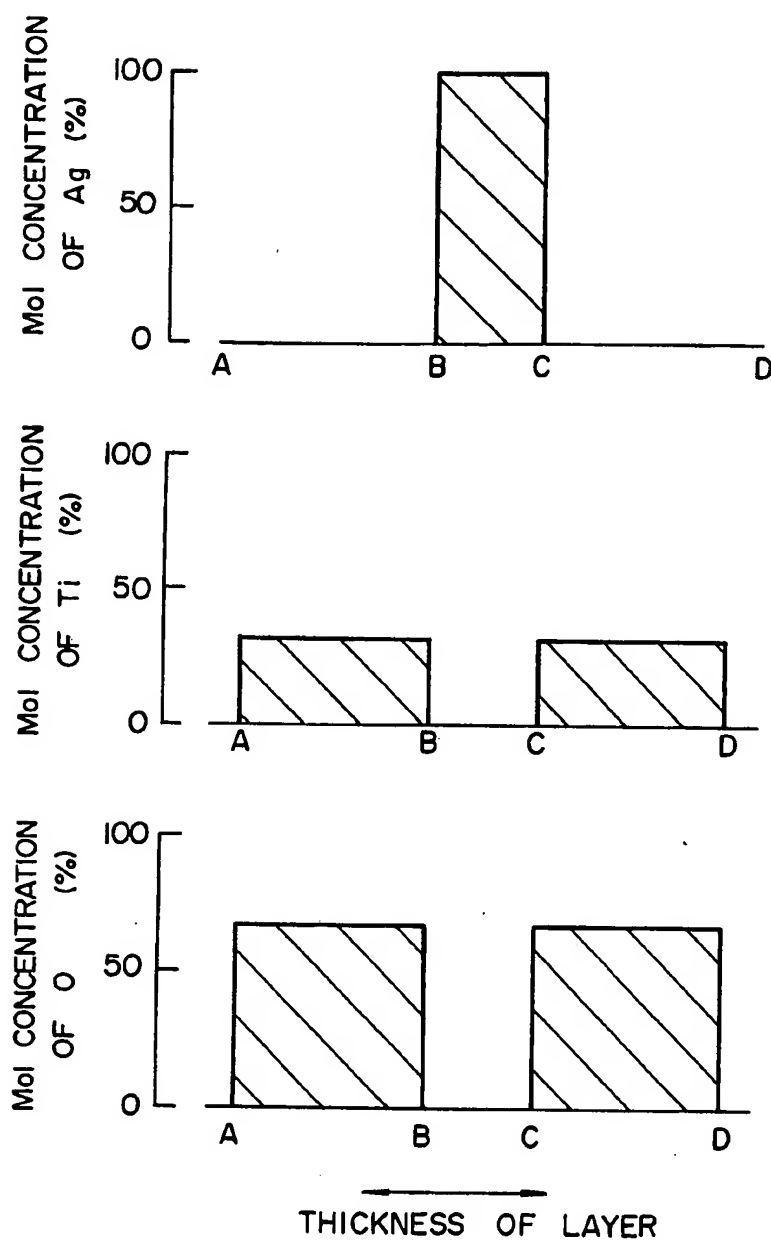 Mol CONCENTRATION
OF Ag (%)
100
50
0
A B C D
Mol CONCENTRATION
OF Ti (%)
100
50
0
A B C D
Mol CONCENTRATION
OF O (%)
100
50
0
A B C D
THICKNESS OF LAYER